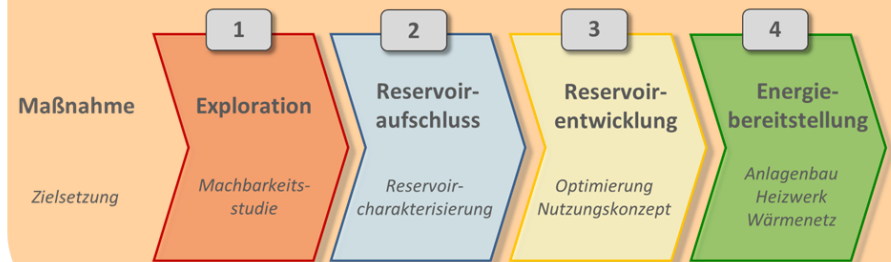 1
2
3
4
Maßnahme
Exploration
Reservoir-
aufschluss
Reservoir-
entwicklung
Energie-
bereitstellung
Zielsetzung
Machbarkeits-
studie
Reservoir-
charakterisierung
Optimierung
Nutzungskonzept
Anlagenbau
Heizwerk
Wärmenetz